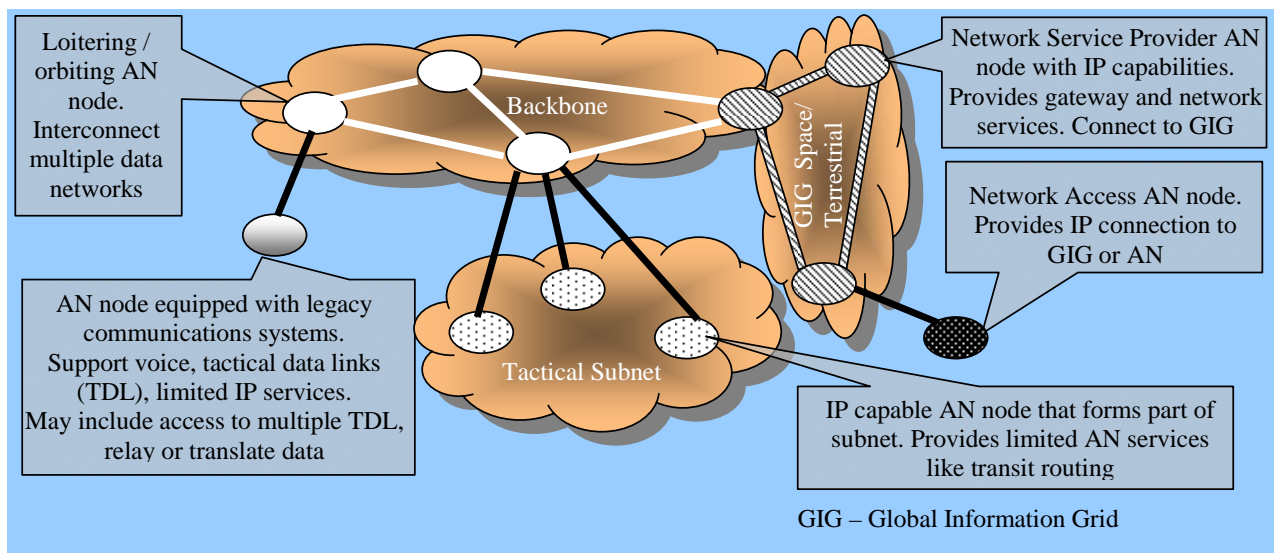 Loitering /
orbiting AN
node.
Interconnect
multiple data
networks
Backbone
GIG Space/
Terrestrial
Network Service Provider AN
node with IP capabilities.
Provides gateway and network
services. Connect to GIG
Network Access AN node.
Provides IP connection to
GIG or AN
AN node equipped with legacy
communications systems.
Support voice, tactical data links
(TDL), limited IP services.
May include access to multiple TDL,
relay or translate data
Tactical Subnet
IP capable AN node that forms part of
subnet. Provides limited AN services
like transit routing
GIG – Global Information Grid